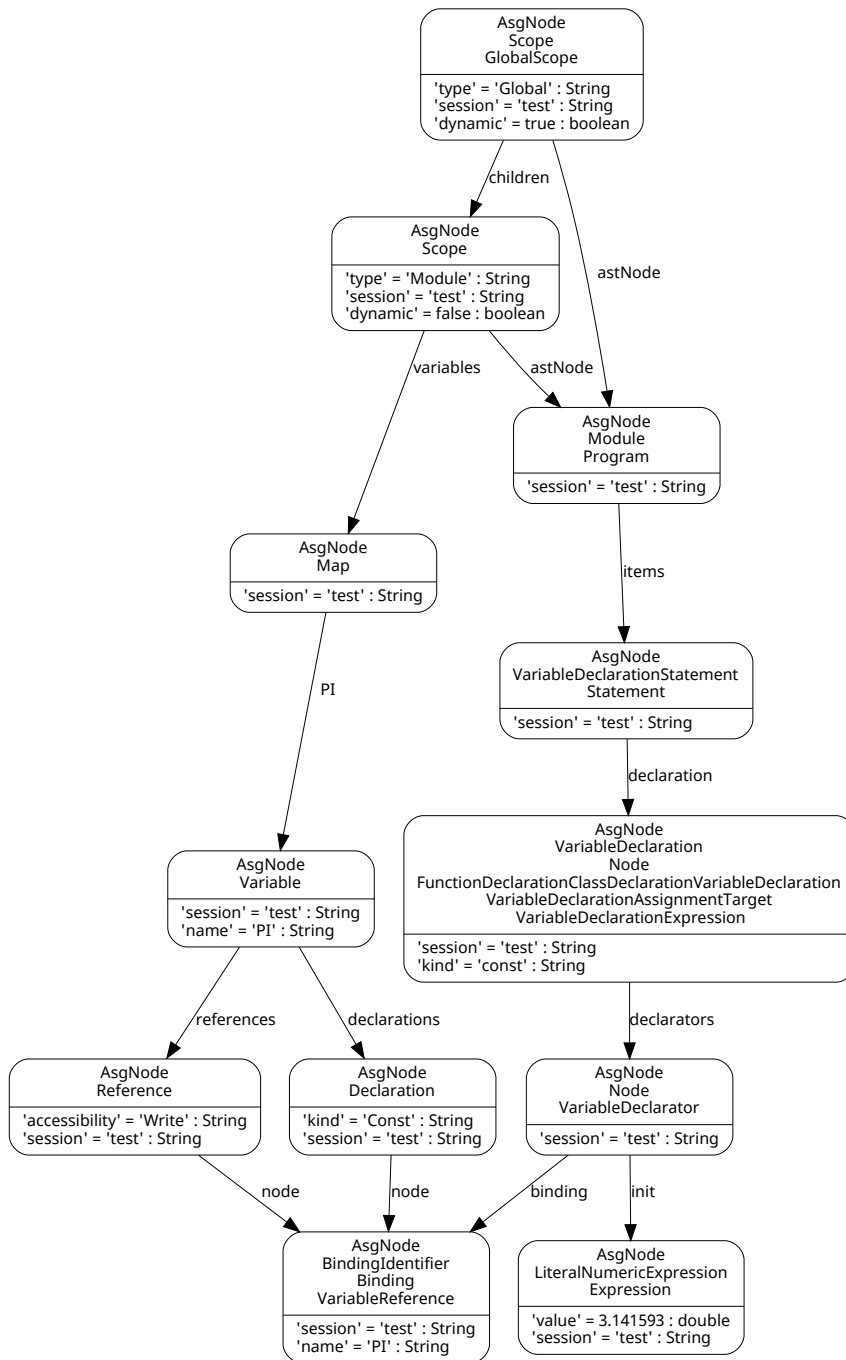 AsgNode
Scope
GlobalScope
'type' = 'Global' : String
'session' = 'test' : String
'dynamic' = true : boolean
children
astNode
AsgNode
Scope
'type' = 'Module' : String
'session' = 'test' : String
'dynamic' = false : boolean
variables
astNode
AsgNode
Module
Program
'session' = 'test' : String
AsgNode
Map
'session' = 'test' : String
items
AsgNode
VariableDeclarationStatement
Statement
'session' = 'test' : String
PI
declaration
AsgNode
VariableDeclaration
Node
FunctionDeclarationClassDeclarationVariableDeclaration
VariableDeclarationAssignmentTarget
VariableDeclarationExpression
'session' = 'test' : String
'kind' = 'const' : String
AsgNode
Variable
'session' = 'test' : String
'name' = 'PI' : String
references
declarations
declarators
AsgNode
Reference
'accessibility' = 'Write' : String
'session' = 'test' : String
AsgNode
Declaration
'kind' = 'Const' : String
'session' = 'test' : String
AsgNode
Node
VariableDeclarator
'session' = 'test' : String
node
node
binding
init
AsgNode
BindingIdentifier
Binding
VariableReference
'session' = 'test' : String
'name' = 'PI' : String
AsgNode
LiteralNumericExpression
Expression
'value' = 3.141593 : double
'session' = 'test' : String